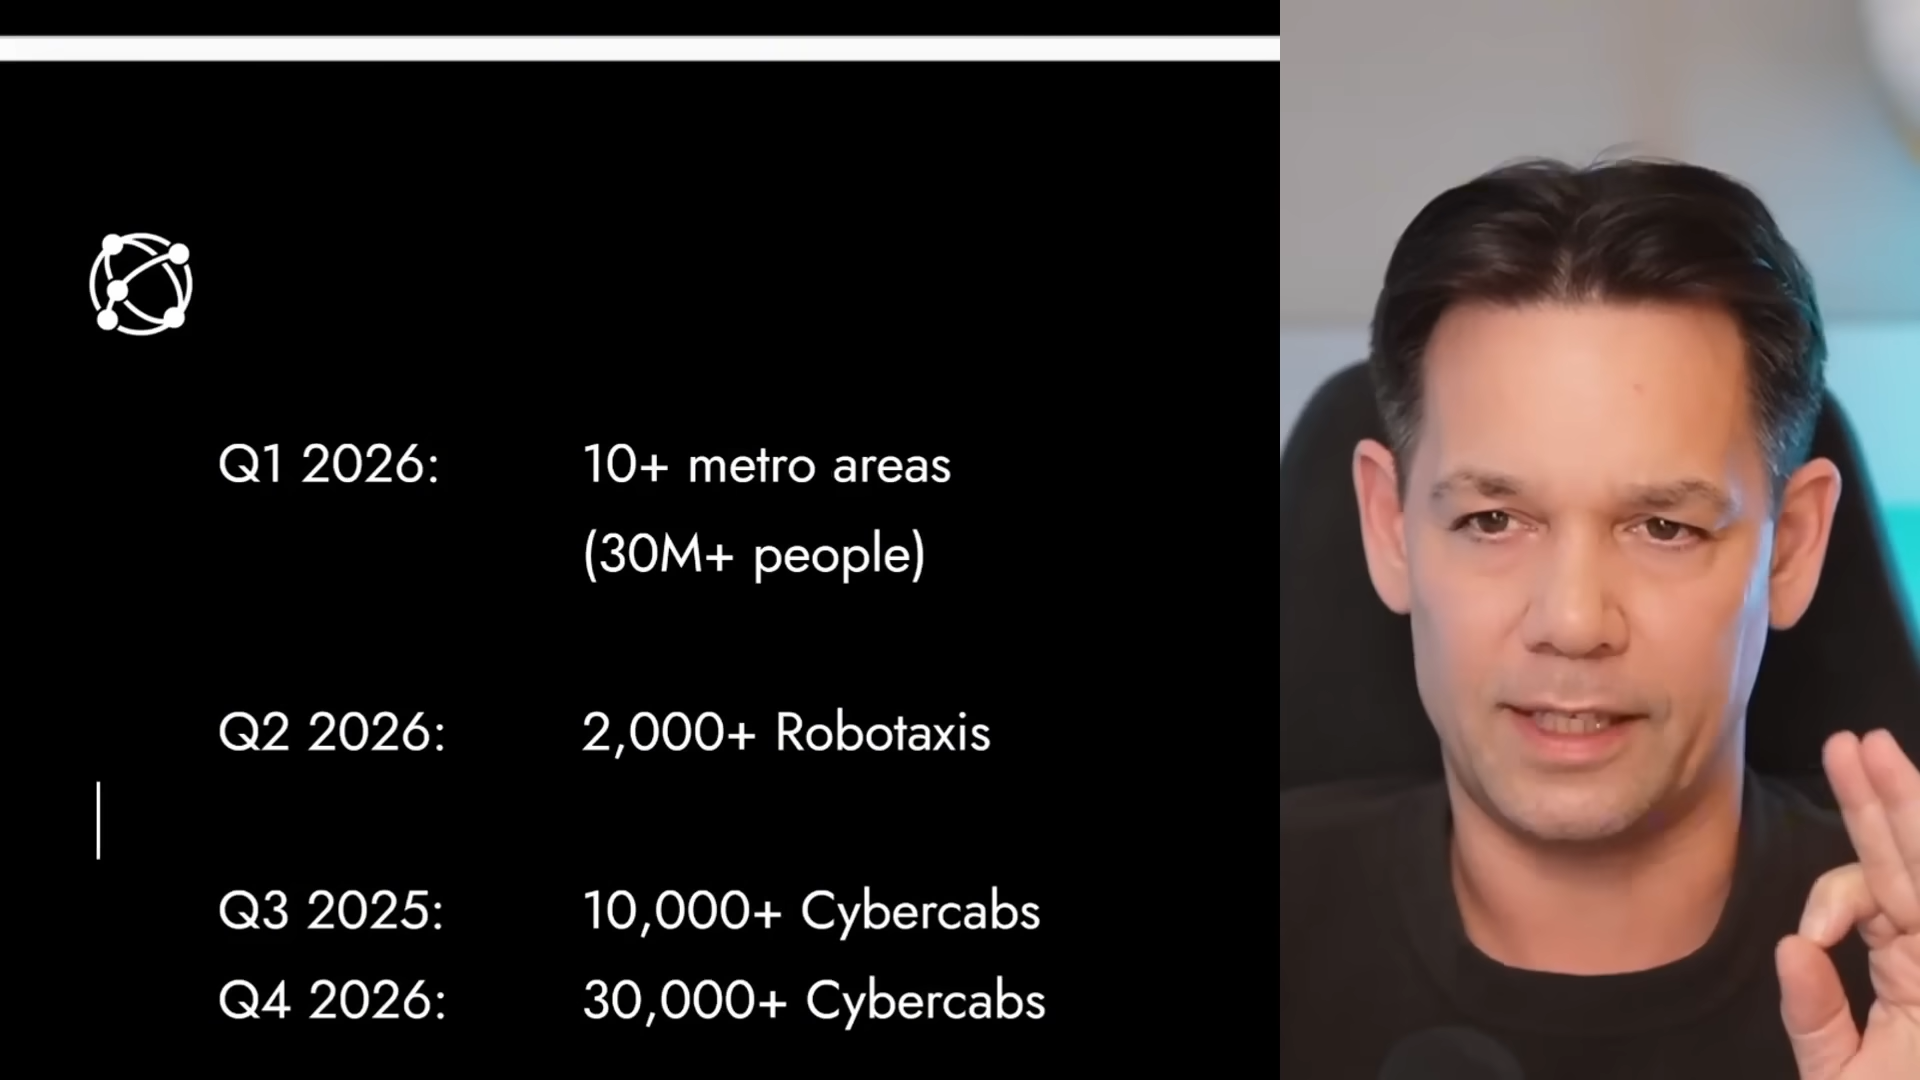 Q1 2026: 10+ metro areas
(30M+ people)
Q2 2026: 2,000+ Robotaxis
Q3 2025: 10,000+ Cybercabs
Q4 2026: 30,000+ Cybercabs